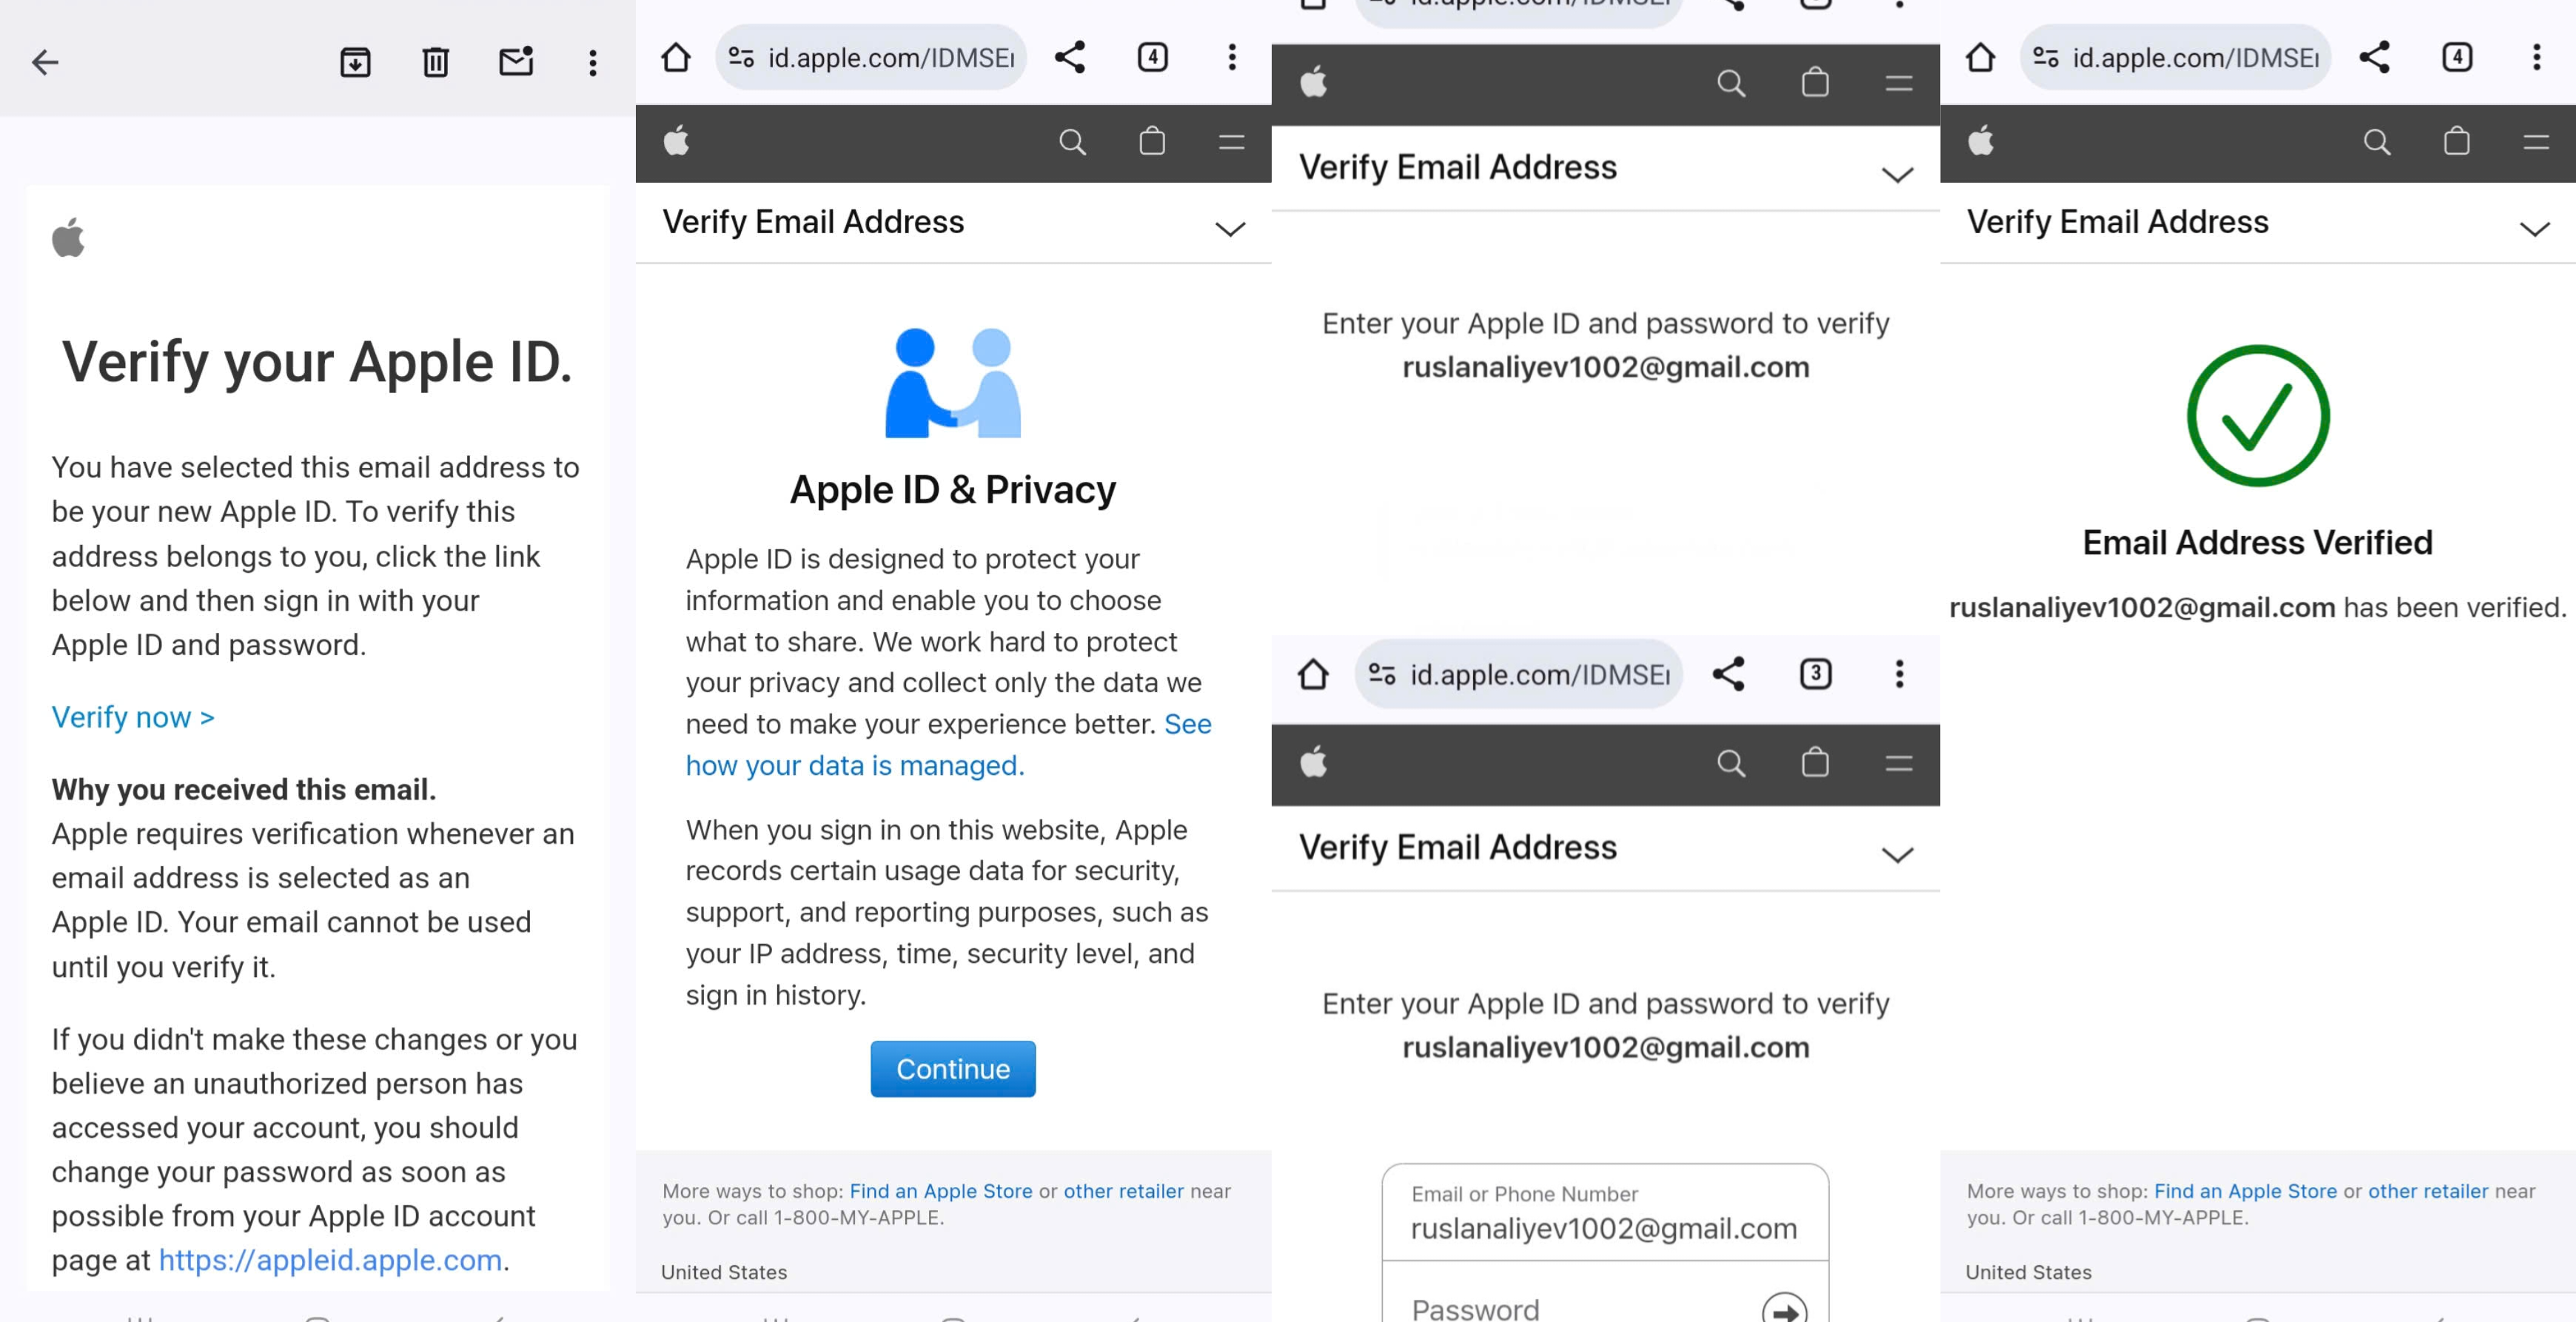 Verify your Apple ID.
You have selected this email address to
be your new Apple ID. To verify this
address belongs to you, click the link
below and then sign in with your
Apple ID and password.
Verify now >
Why you received this email.
Apple requires verification whenever an
email address is selected as an
Apple ID. Your email cannot be used
until you verify it.
If you didn't make these changes or you
believe an unauthorized person has
accessed your account, you should
change your password as soon as
possible from your Apple ID account
page at https://appleid.apple.com.
id.apple.com/IDMSE
4
Verify Email Address
Apple ID & Privacy
Apple ID is designed to protect your
information and enable you to choose
what to share. We work hard to protect
your privacy and collect only the data we
need to make your experience better. See
how your data is managed.
When you sign in on this website, Apple
records certain usage data for security,
support, and reporting purposes, such as
your IP address, time, security level, and
sign in history.
Continue
More ways to shop: Find an Apple Store or other retailer near
you. Or call 1-800-MY-APPLE.
United States
id.apple.com/IDMSE
Verify Email Address
Enter your Apple ID and password to verify
ruslanaliyev1002@gmail.com
id.apple.com/IDMSE
3
Verify Email Address
Enter your Apple ID and password to verify
ruslanaliyev1002@gmail.com
Email or Phone Number
ruslanaliyev1002@gmail.com
Password
id.apple.com/IDMSE
4
Verify Email Address
Email Address Verified
ruslanaliyev1002@gmail.com has been verified.
More ways to shop: Find an Apple Store or other retailer near
you. Or call 1-800-MY-APPLE.
United States